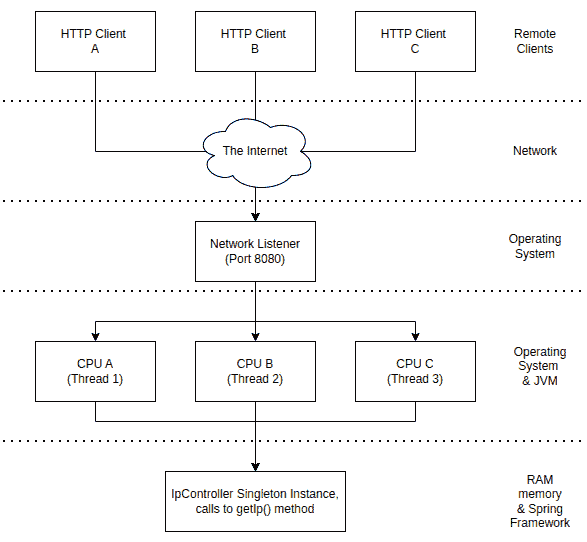 HTTP Client
A
HTTP Client
B
HTTP Client
C
Remote
Clients
The Internet
Network
Network Listener
(Port 8080)
Operating
System
CPU A
(Thread 1)
CPU B
(Thread 2)
CPU C
(Thread 3)
Operating
System
& JVM
IpController Singleton Instance,
calls to getIp() method
RAM
memory
& Spring
Framework